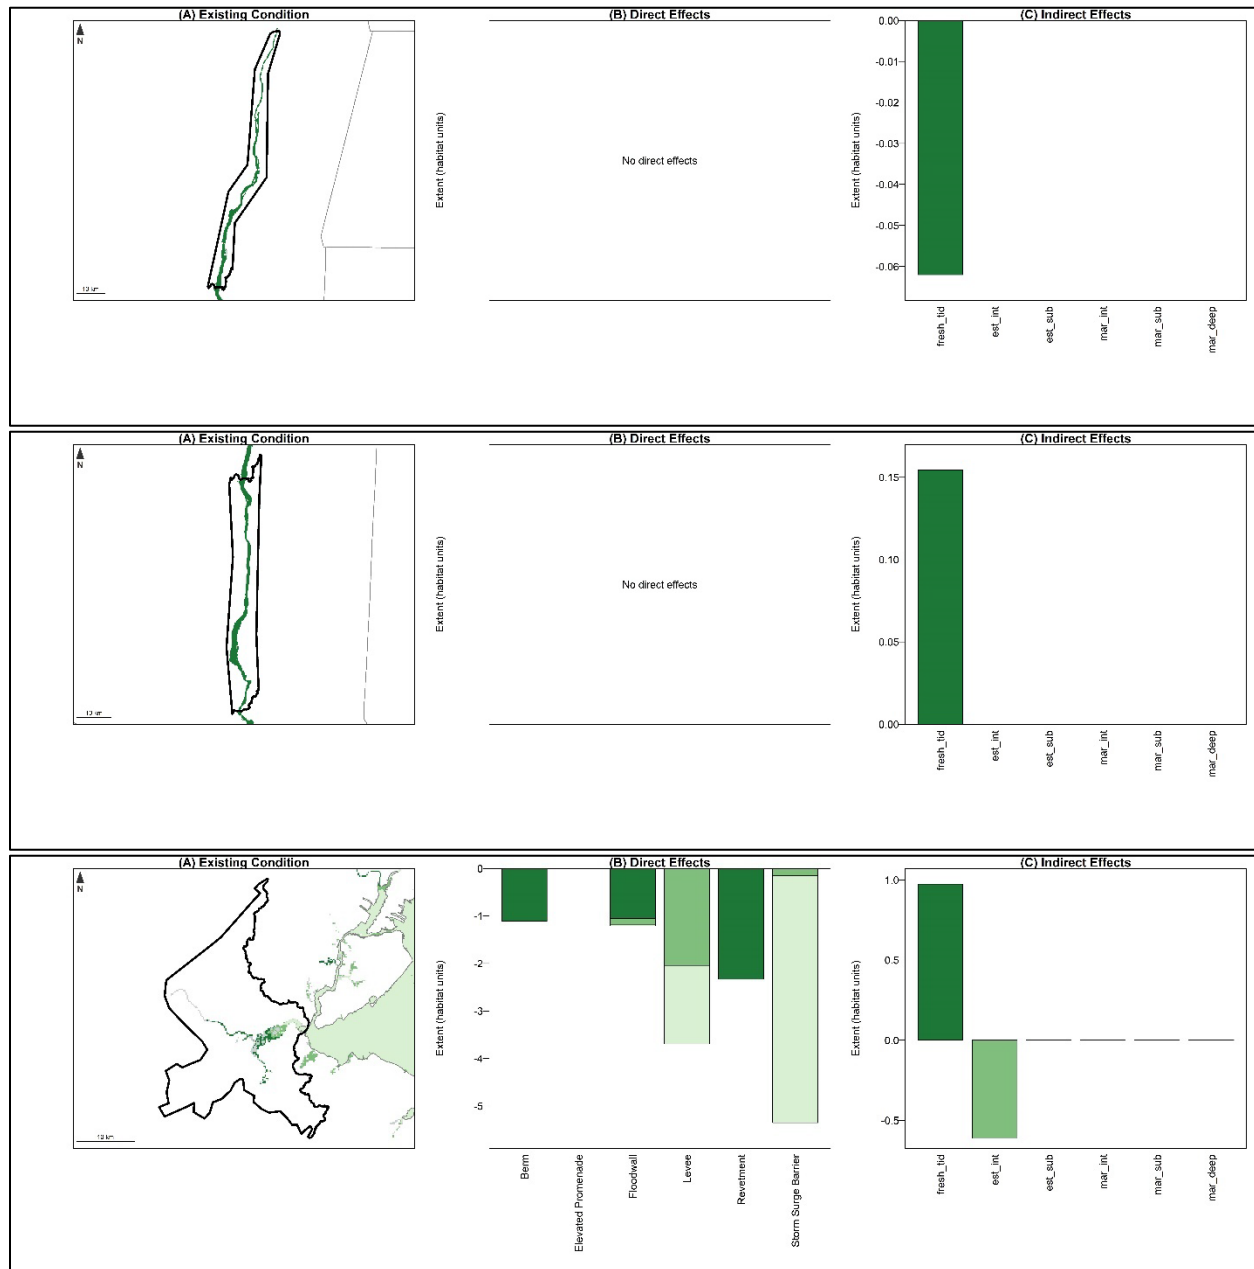 (A) Existing Condition
N
(B) Direct Effects
Extent (habitat units)
No direct effects
(C) Indirect Effects
Extent (habitat units)
0.00
-0.01
-0.02
-0.03
-0.04
-0.05
-0.06
fresh_tid
est_int
est_sub
mar_int
mar_sub
mar_deep
(A) Existing Condition
N
(B) Direct Effects
Extent (habitat units)
No direct effects
(C) Indirect Effects
Extent (habitat units)
0.15
0.10
0.05
0.00
fresh_tid
est_int
est_sub
mar_int
mar_sub
mar_deep
(A) Existing Condition
N
(B) Direct Effects
Extent (habitat units)
0
-1
-2
-3
-4
-5
Berm
Elevated Promenade
Floodwall
Levee
Revetment
Storm Surge Barrier
(C) Indirect Effects
Extent (habitat units)
1.0
0.5
0.0
-0.5
fresh_tid
est_int
est_sub
mar_int
mar_sub
mar_deep